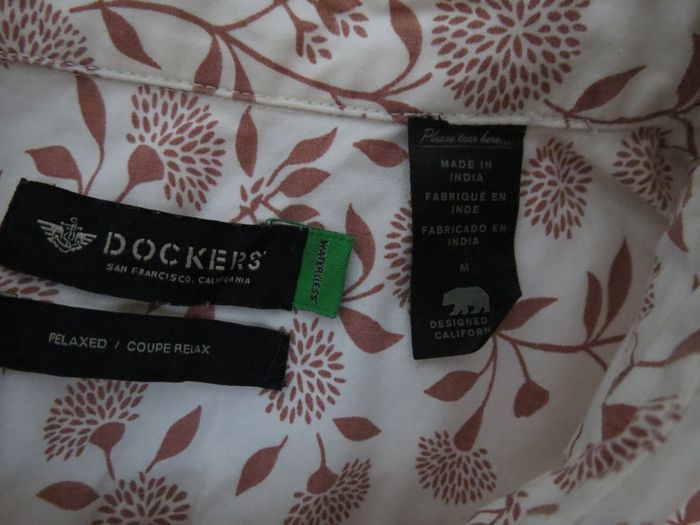 DOCKERS
SAN FRANCISCO, CALIFORNIA
WATERLESS
RELAXED / COUPE RELAX
Please tear here...
MADE IN
INDIA
FABRIQUÉ EN
INDE
FABRICADO EN
INDIA
M
DESIGNED
CALIFORN